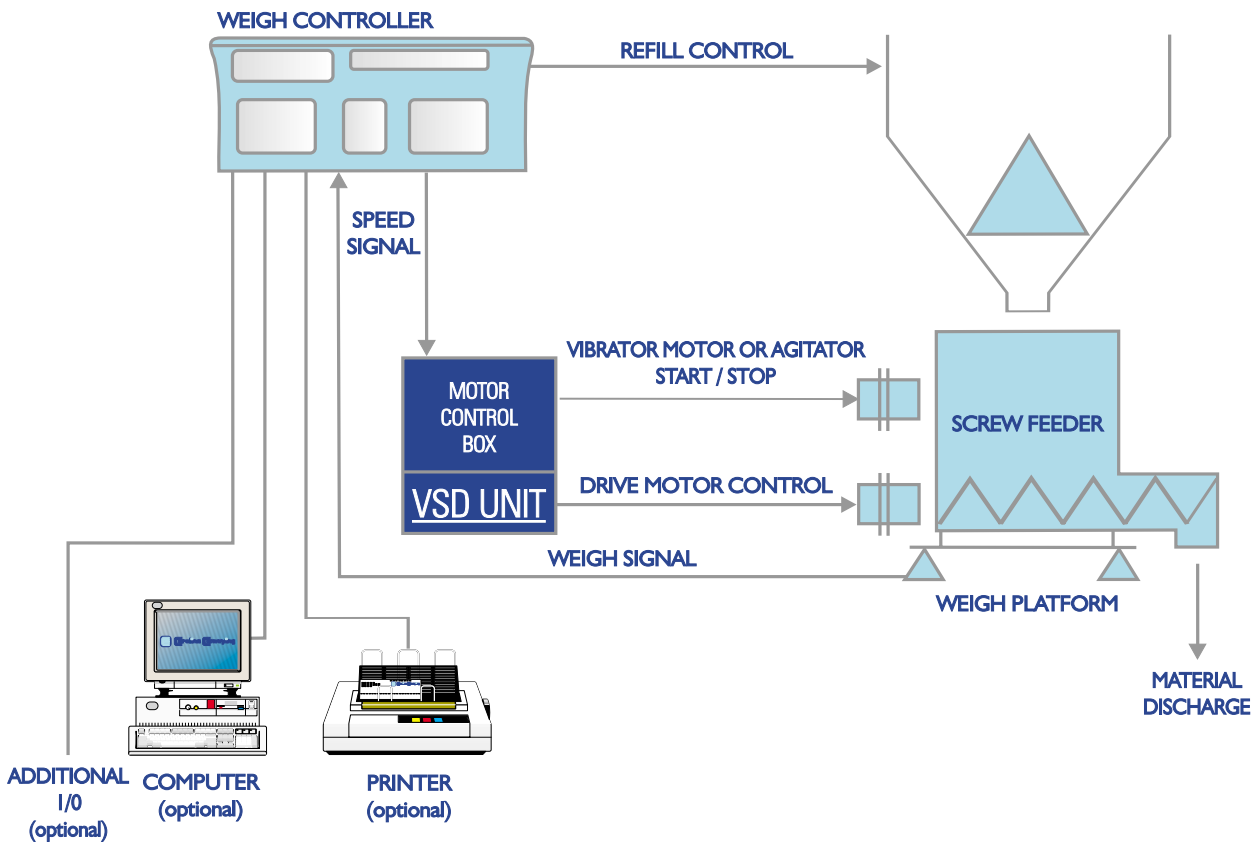 WEIGH CONTROLLER
REFILL CONTROL
SPEED
SIGNAL
VIBRATOR MOTOR OR AGITATOR
START / STOP
MOTOR
CONTROL
BOX
SCREW FEEDER
DRIVE MOTOR CONTROL
VSD UNIT
WEIGH SIGNAL
WEIGH PLATFORM
MATERIAL
DISCHARGE
ADDITIONAL
I/0
(optional)
COMPUTER
(optional)
PRINTER
(optional)